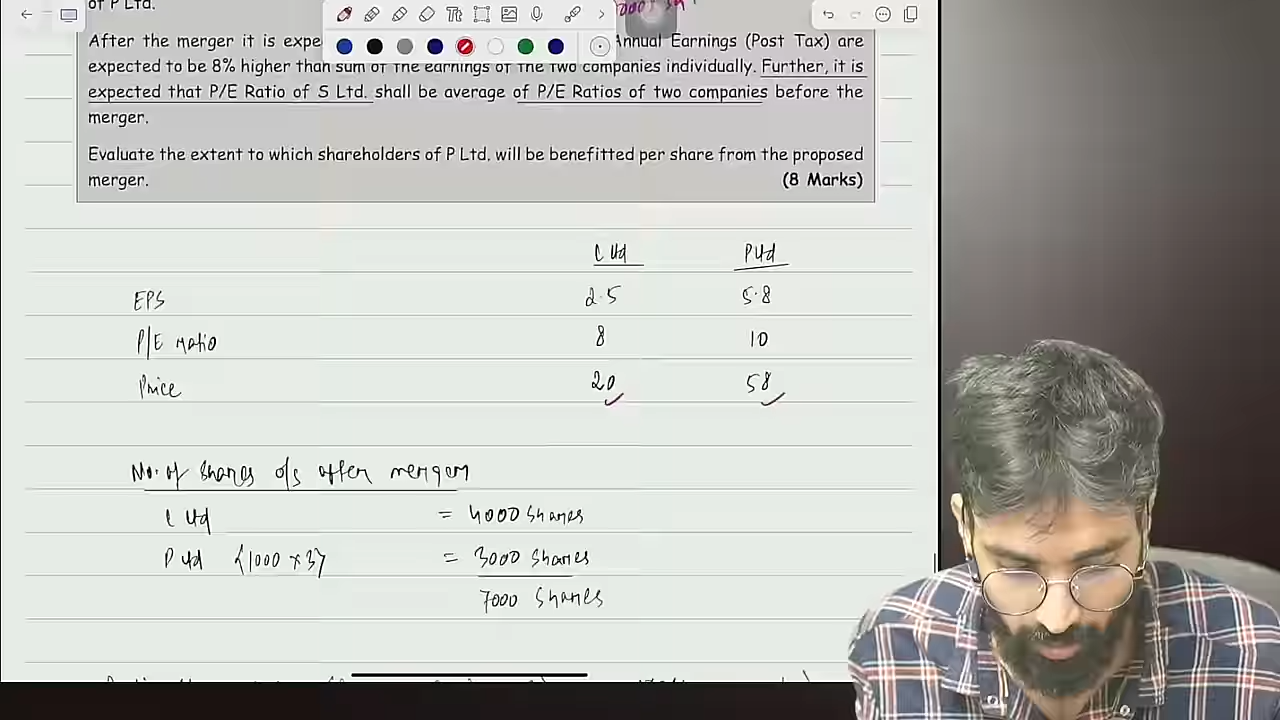 of P Ltd.
After the merger it is expe Annual Earnings (Post Tax) are
expected to be 8% higher than sum of the earnings of the two companies individually. Further, it is
expected that P/E Ratio of S Ltd. shall be average of P/E Ratios of two companies before the
merger.
Evaluate the extent to which shareholders of P Ltd. will be benefitted per share from the proposed
merger. (8 Marks)
C Ltd P Ltd
EPS 2.5 5.8
P/E Ratio 8 10
Price 20 58
No. of Shares o/s after merger
C Ltd = 4000 Shares
P Ltd {1000 x 3} = 3000 Shares
7000 Shares